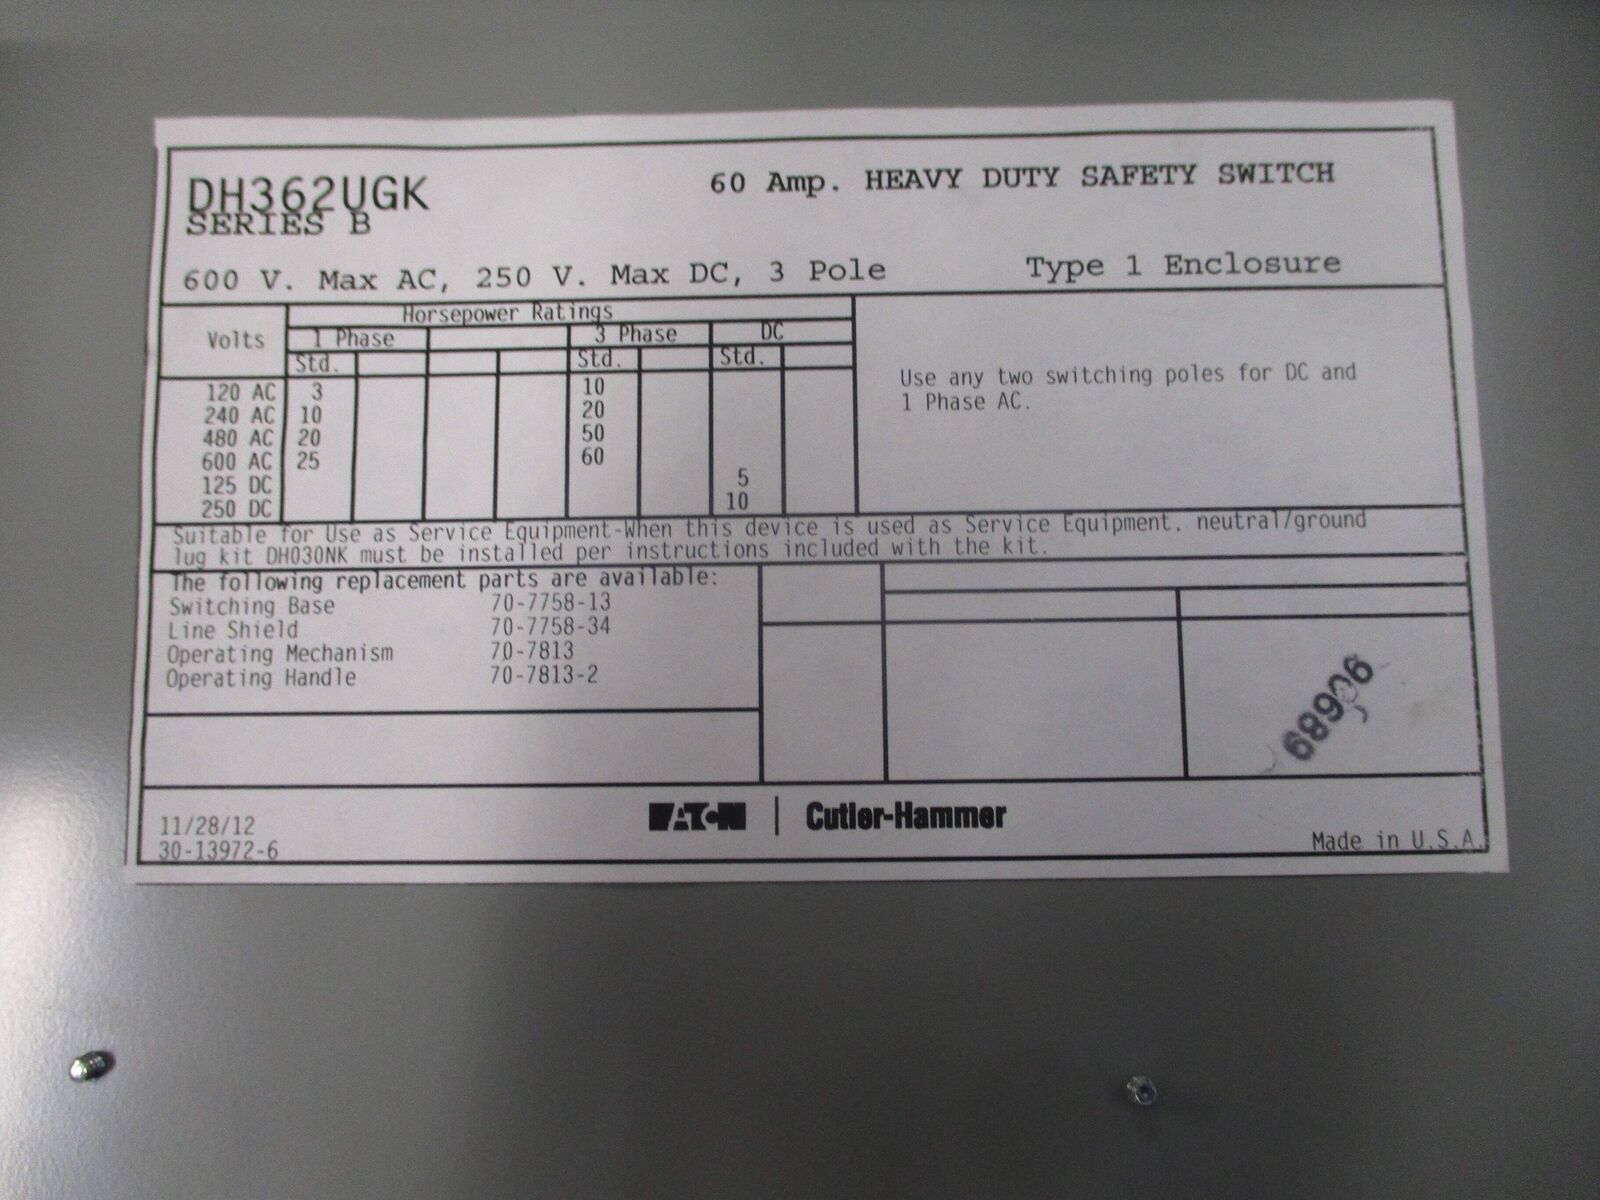 DH362UGK
SERIES B
60 Amp. HEAVY DUTY SAFETY SWITCH
600 V. Max AC, 250 V. Max DC, 3 Pole
Type 1 Enclosure
Horsepower Ratings
Volts
1 Phase
3 Phase
DC
Std.
Std.
Std.
120 AC 3 10
240 AC 10 20
480 AC 20 50
600 AC 25 60
125 DC 5
250 DC 10
Use any two switching poles for DC and
1 Phase AC.
Suitable for Use as Service Equipment-When this device is used as Service Equipment, neutral/ground
lug kit DH030NK must be installed per instructions included with the kit.
The following replacement parts are available:
Switching Base 70-7758-13
Line Shield 70-7758-34
Operating Mechanism 70-7813
Operating Handle 70-7813-2
11/28/12
30-13972-6
EATON | Cutler-Hammer
Made in U.S.A.